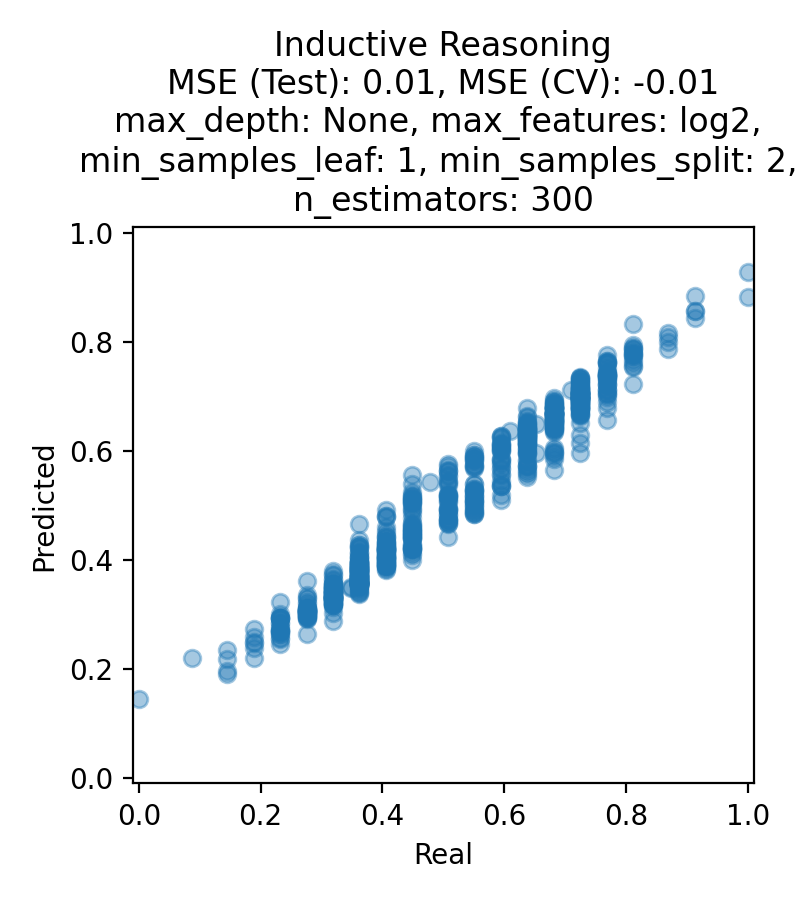 Inductive Reasoning
MSE (Test): 0.01, MSE (CV): -0.01
max_depth: None, max_features: log2,
min_samples_leaf: 1, min_samples_split: 2,
n_estimators: 300
1.0
0.8
0.6
0.4
0.2
0.0
Predicted
0.0 0.2 0.4 0.6 0.8 1.0
Real